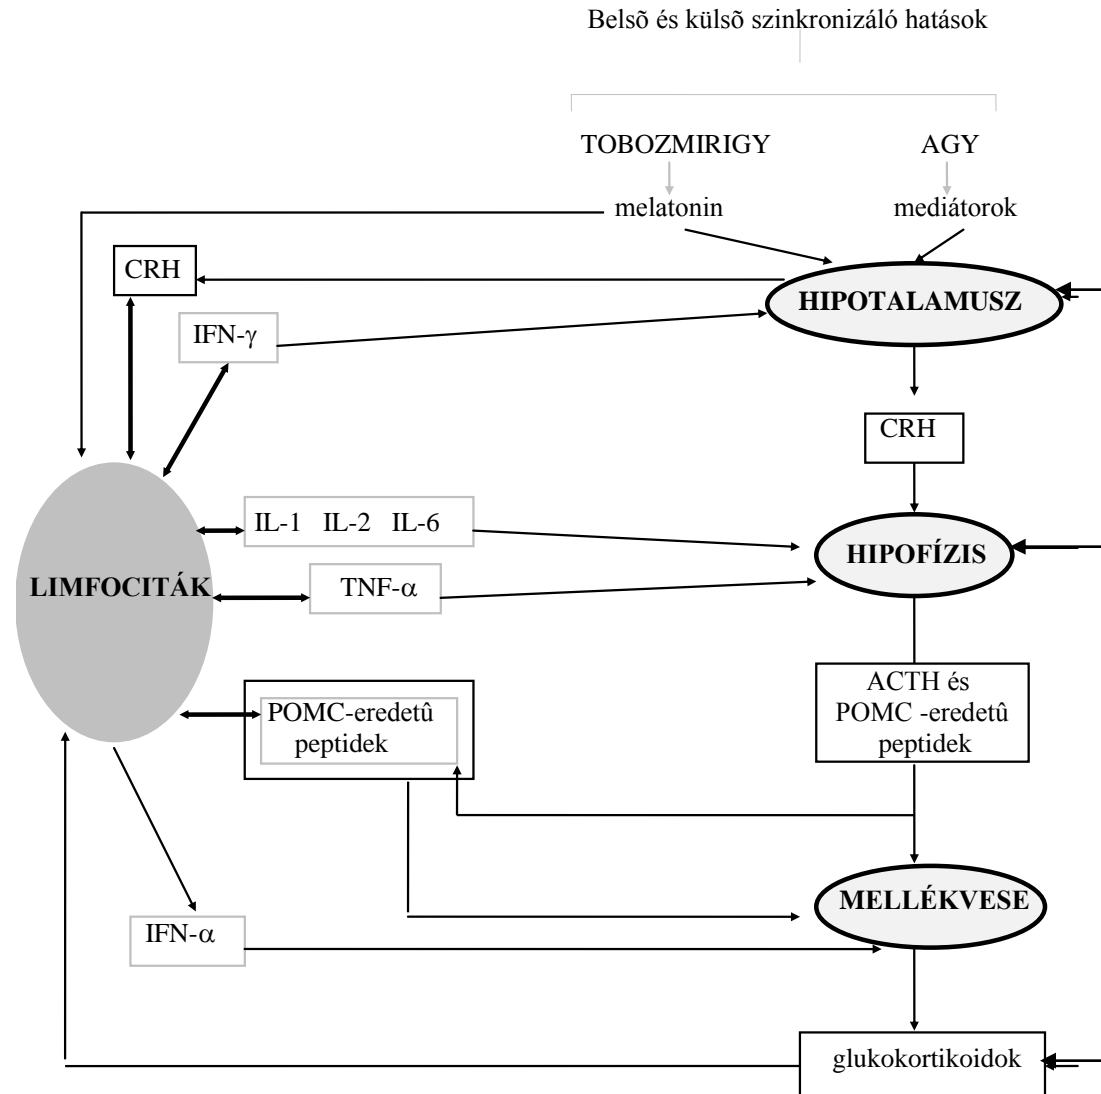 Belsõ és külsõ szinkronizáló hatások
TOBOZMIRIGY
AGY
melatonin
mediátorok
CRH
HIPOTALAMUSZ
IFN-γ
CRH
IL-1 IL-2 IL-6
HIPOFÍZIS
LIMFOCITÁK
TNF-α
ACTH és
POMC -eredetû
peptidek
POMC-eredetû
peptidek
MELLÉKVESE
IFN-α
glukokortikoidok